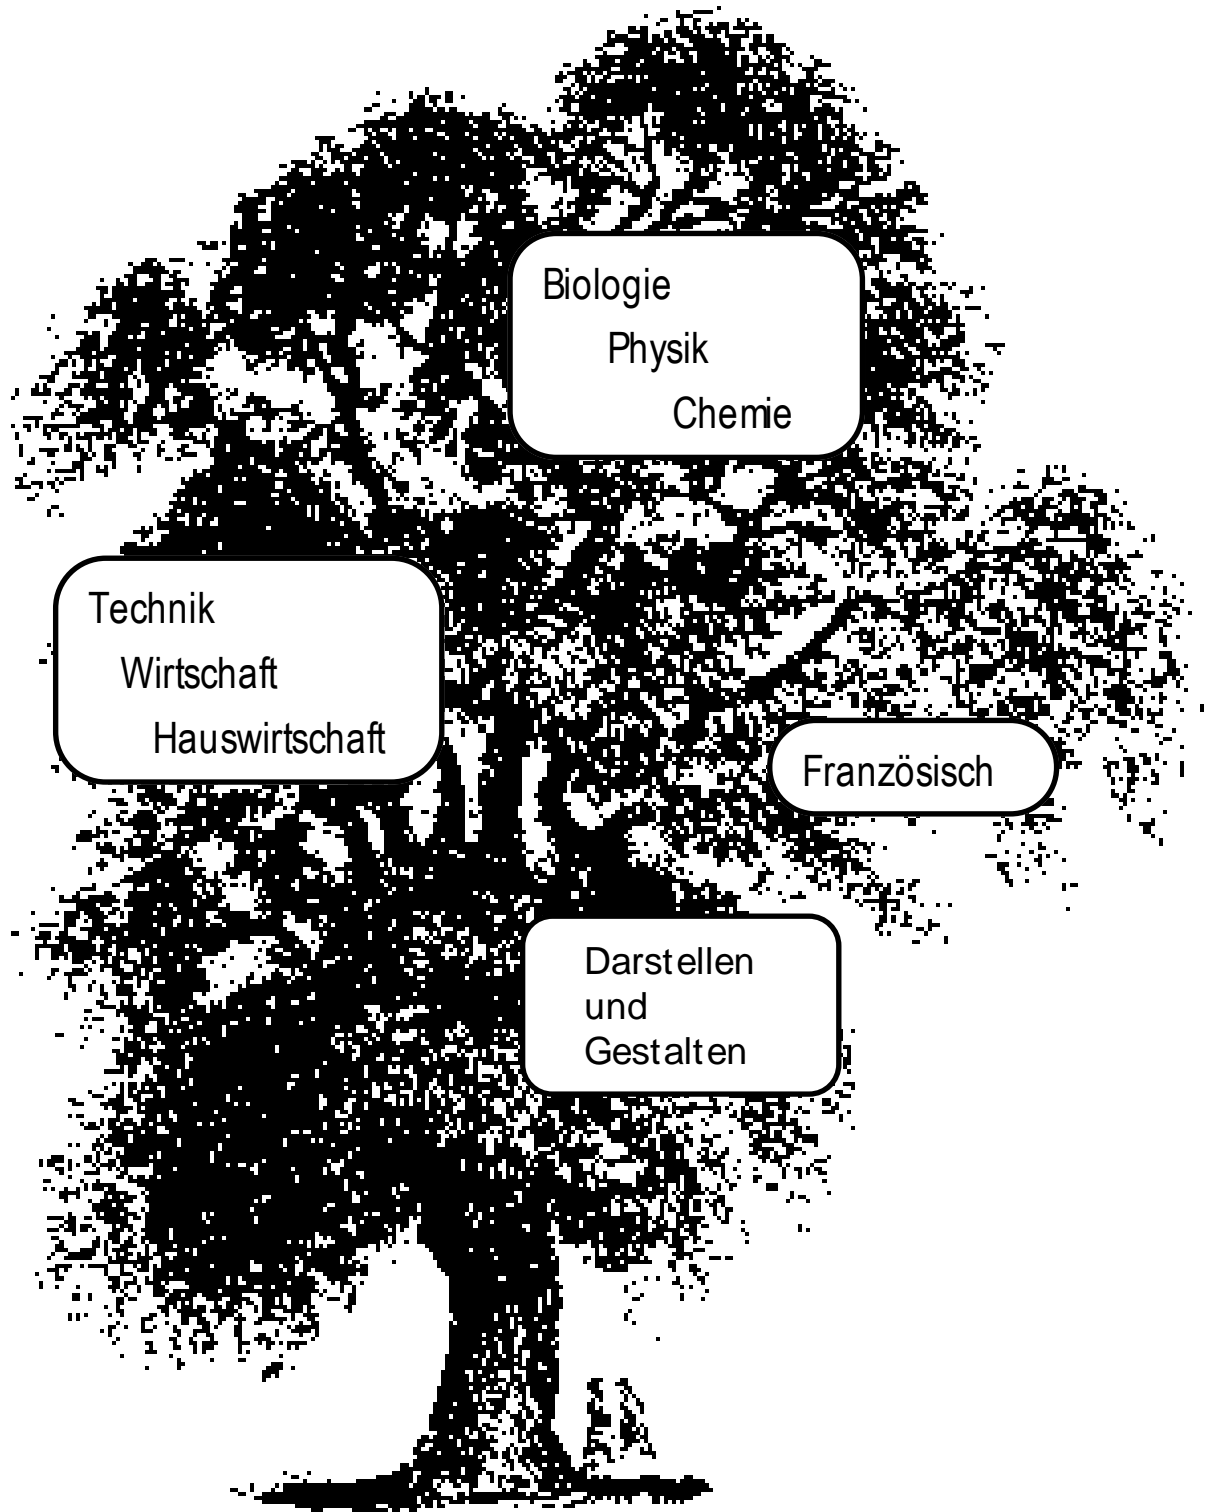 Biologie
Physik
Chemie
Technik
Wirtschaft
Hauswirtschaft
Französisch
Darstellen
und
Gestalten